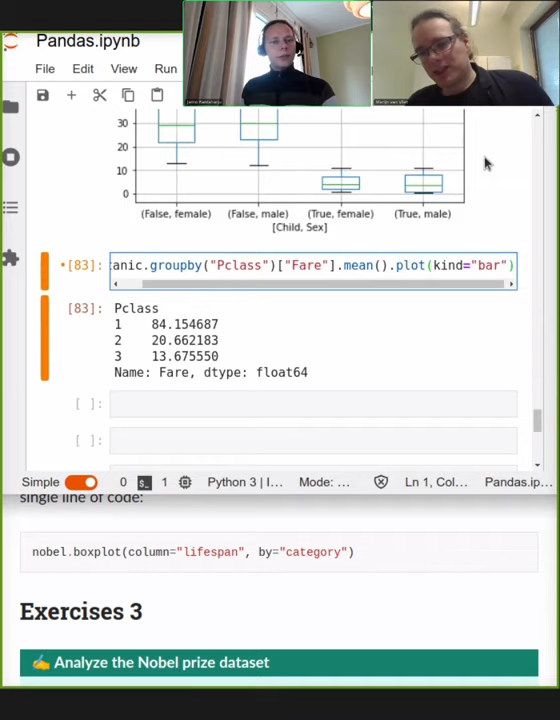 Pandas.ipynb
File Edit View Run
30
20
10
0
(False, female) (False, male) (True, female) (True, male)
[Child, Sex]
[83]: anic.groupby("Pclass")["Fare"].mean().plot(kind="bar")
[83]: Pclass
1 84.154687
2 20.662183
3 13.675550
Name: Fare, dtype: float64
[ ]:
[ ]:
Simple 0 $_ 1 Python 3 | I... Mode: ... Ln 1, Col... Pandas.ip...
single line of code:
nobel.boxplot(column="lifespan", by="category")
Exercises 3
✍ Analyze the Nobel prize dataset